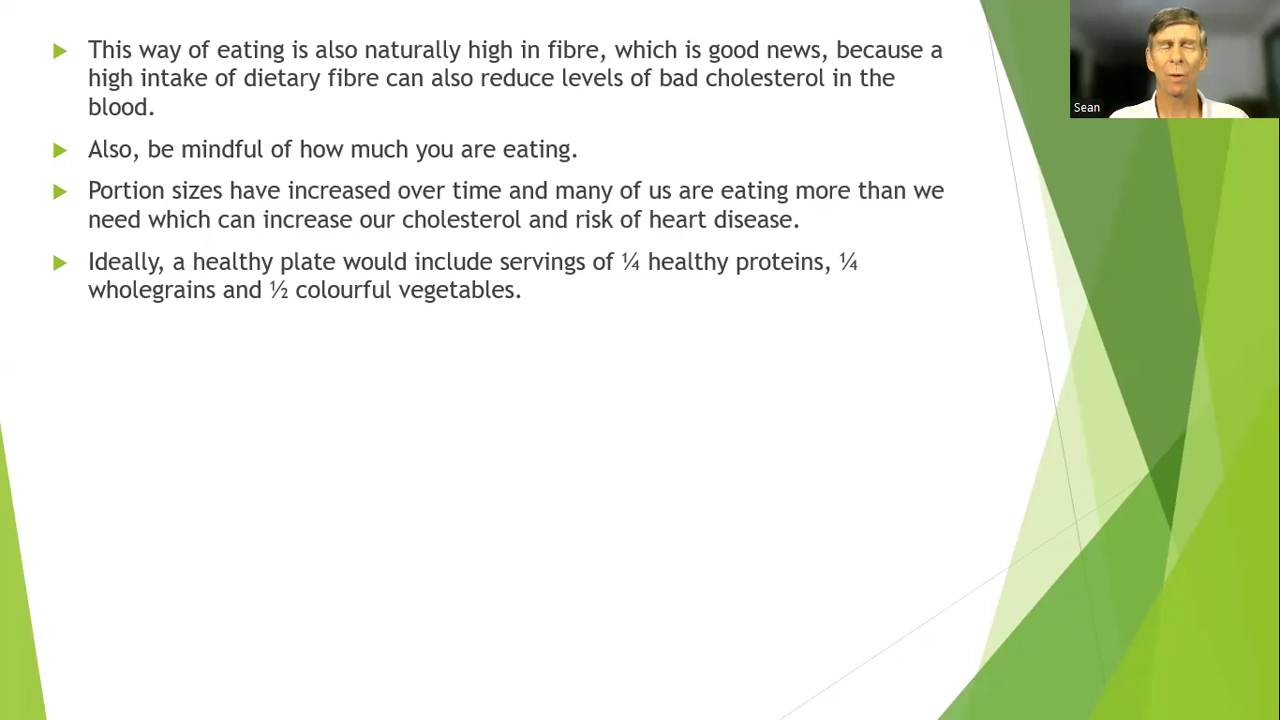 This way of eating is also naturally high in fibre, which is good news, because a
high intake of dietary fibre can also reduce levels of bad cholesterol in the
blood.
Also, be mindful of how much you are eating.
Portion sizes have increased over time and many of us are eating more than we
need which can increase our cholesterol and risk of heart disease.
Ideally, a healthy plate would include servings of ¼ healthy proteins, ¼
wholegrains and ½ colourful vegetables.
Sean